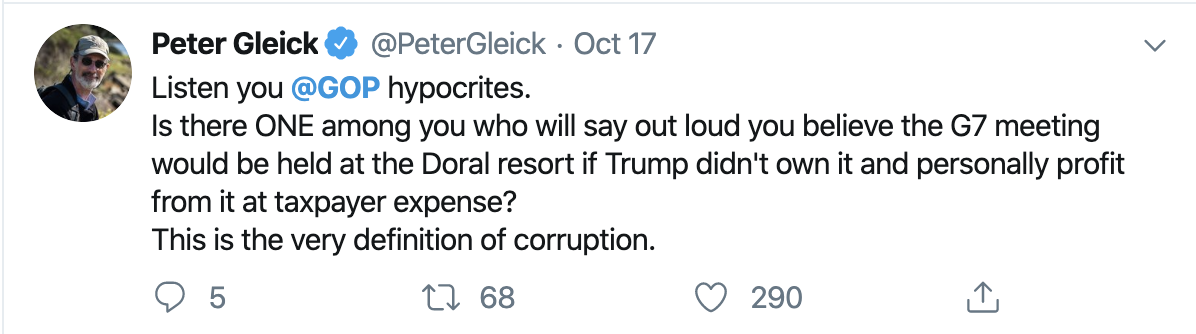 Peter Gleick @PeterGleick · Oct 17
Listen you @GOP hypocrites.
Is there ONE among you who will say out loud you believe the G7 meeting
would be held at the Doral resort if Trump didn't own it and personally profit
from it at taxpayer expense?
This is the very definition of corruption.
5 68 290